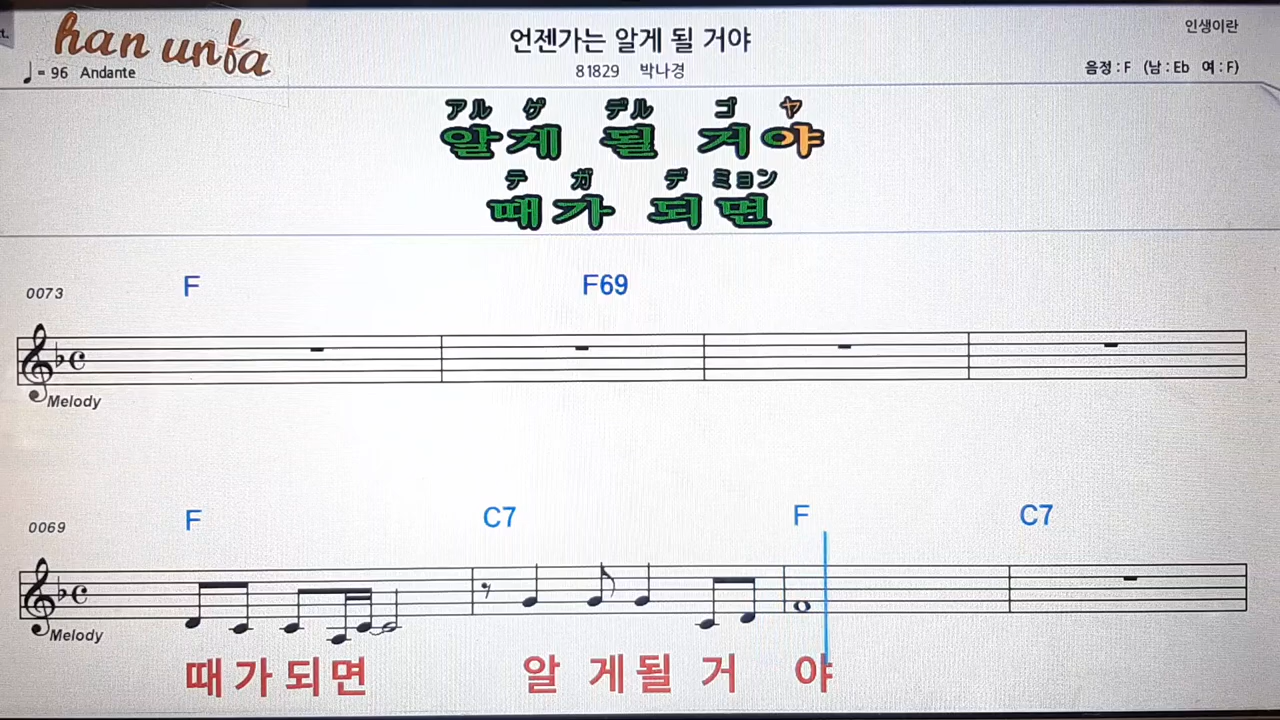 han unfa
언젠가는 알게 될 거야
인생이란
♩ = 96 Andante
81829 박나경
음정 : F (남 : Eb 여 : F)
アル ゲ デル ゴ ヤ
알게 될 거야
テ ガ デ ミョン
때가 되면
0073 F F69
Melody
0069 F C7 F C7
Melody
때가되면 알 게될 거 야